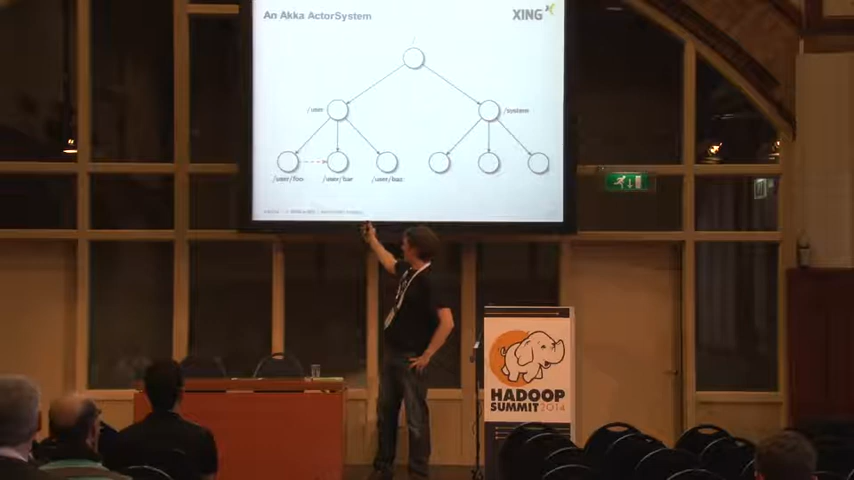 An Akka ActorSystem
XING
/
/user
/system
/user/foo
/user/bar
/user/baz
HADOOP
SUMMIT2014